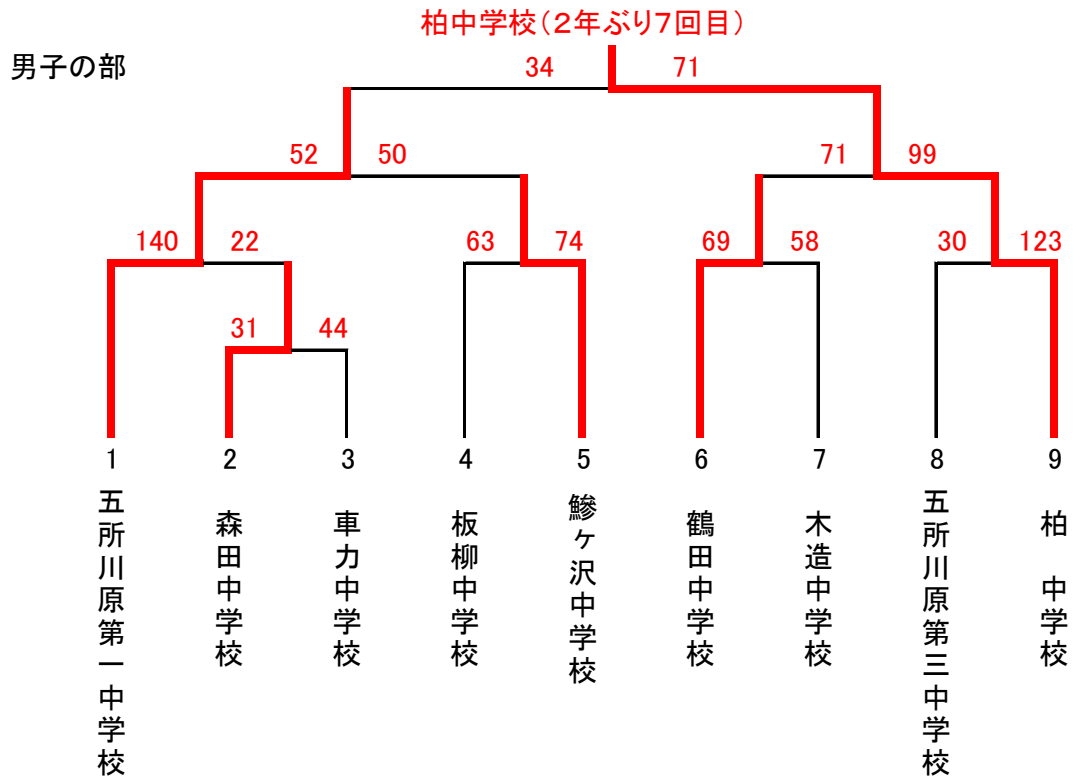 柏中学校（２年ぶり７回目）
男子の部
34 71
52 50 71 99
140 22 63 74 69 58 30 123
31 44
1 2 3 4 5 6 7 8 9
五所川原第一中学校
森田中学校
車力中学校
板柳中学校
鰺ヶ沢中学校
鶴田中学校
木造中学校
五所川原第三中学校
柏　中学校